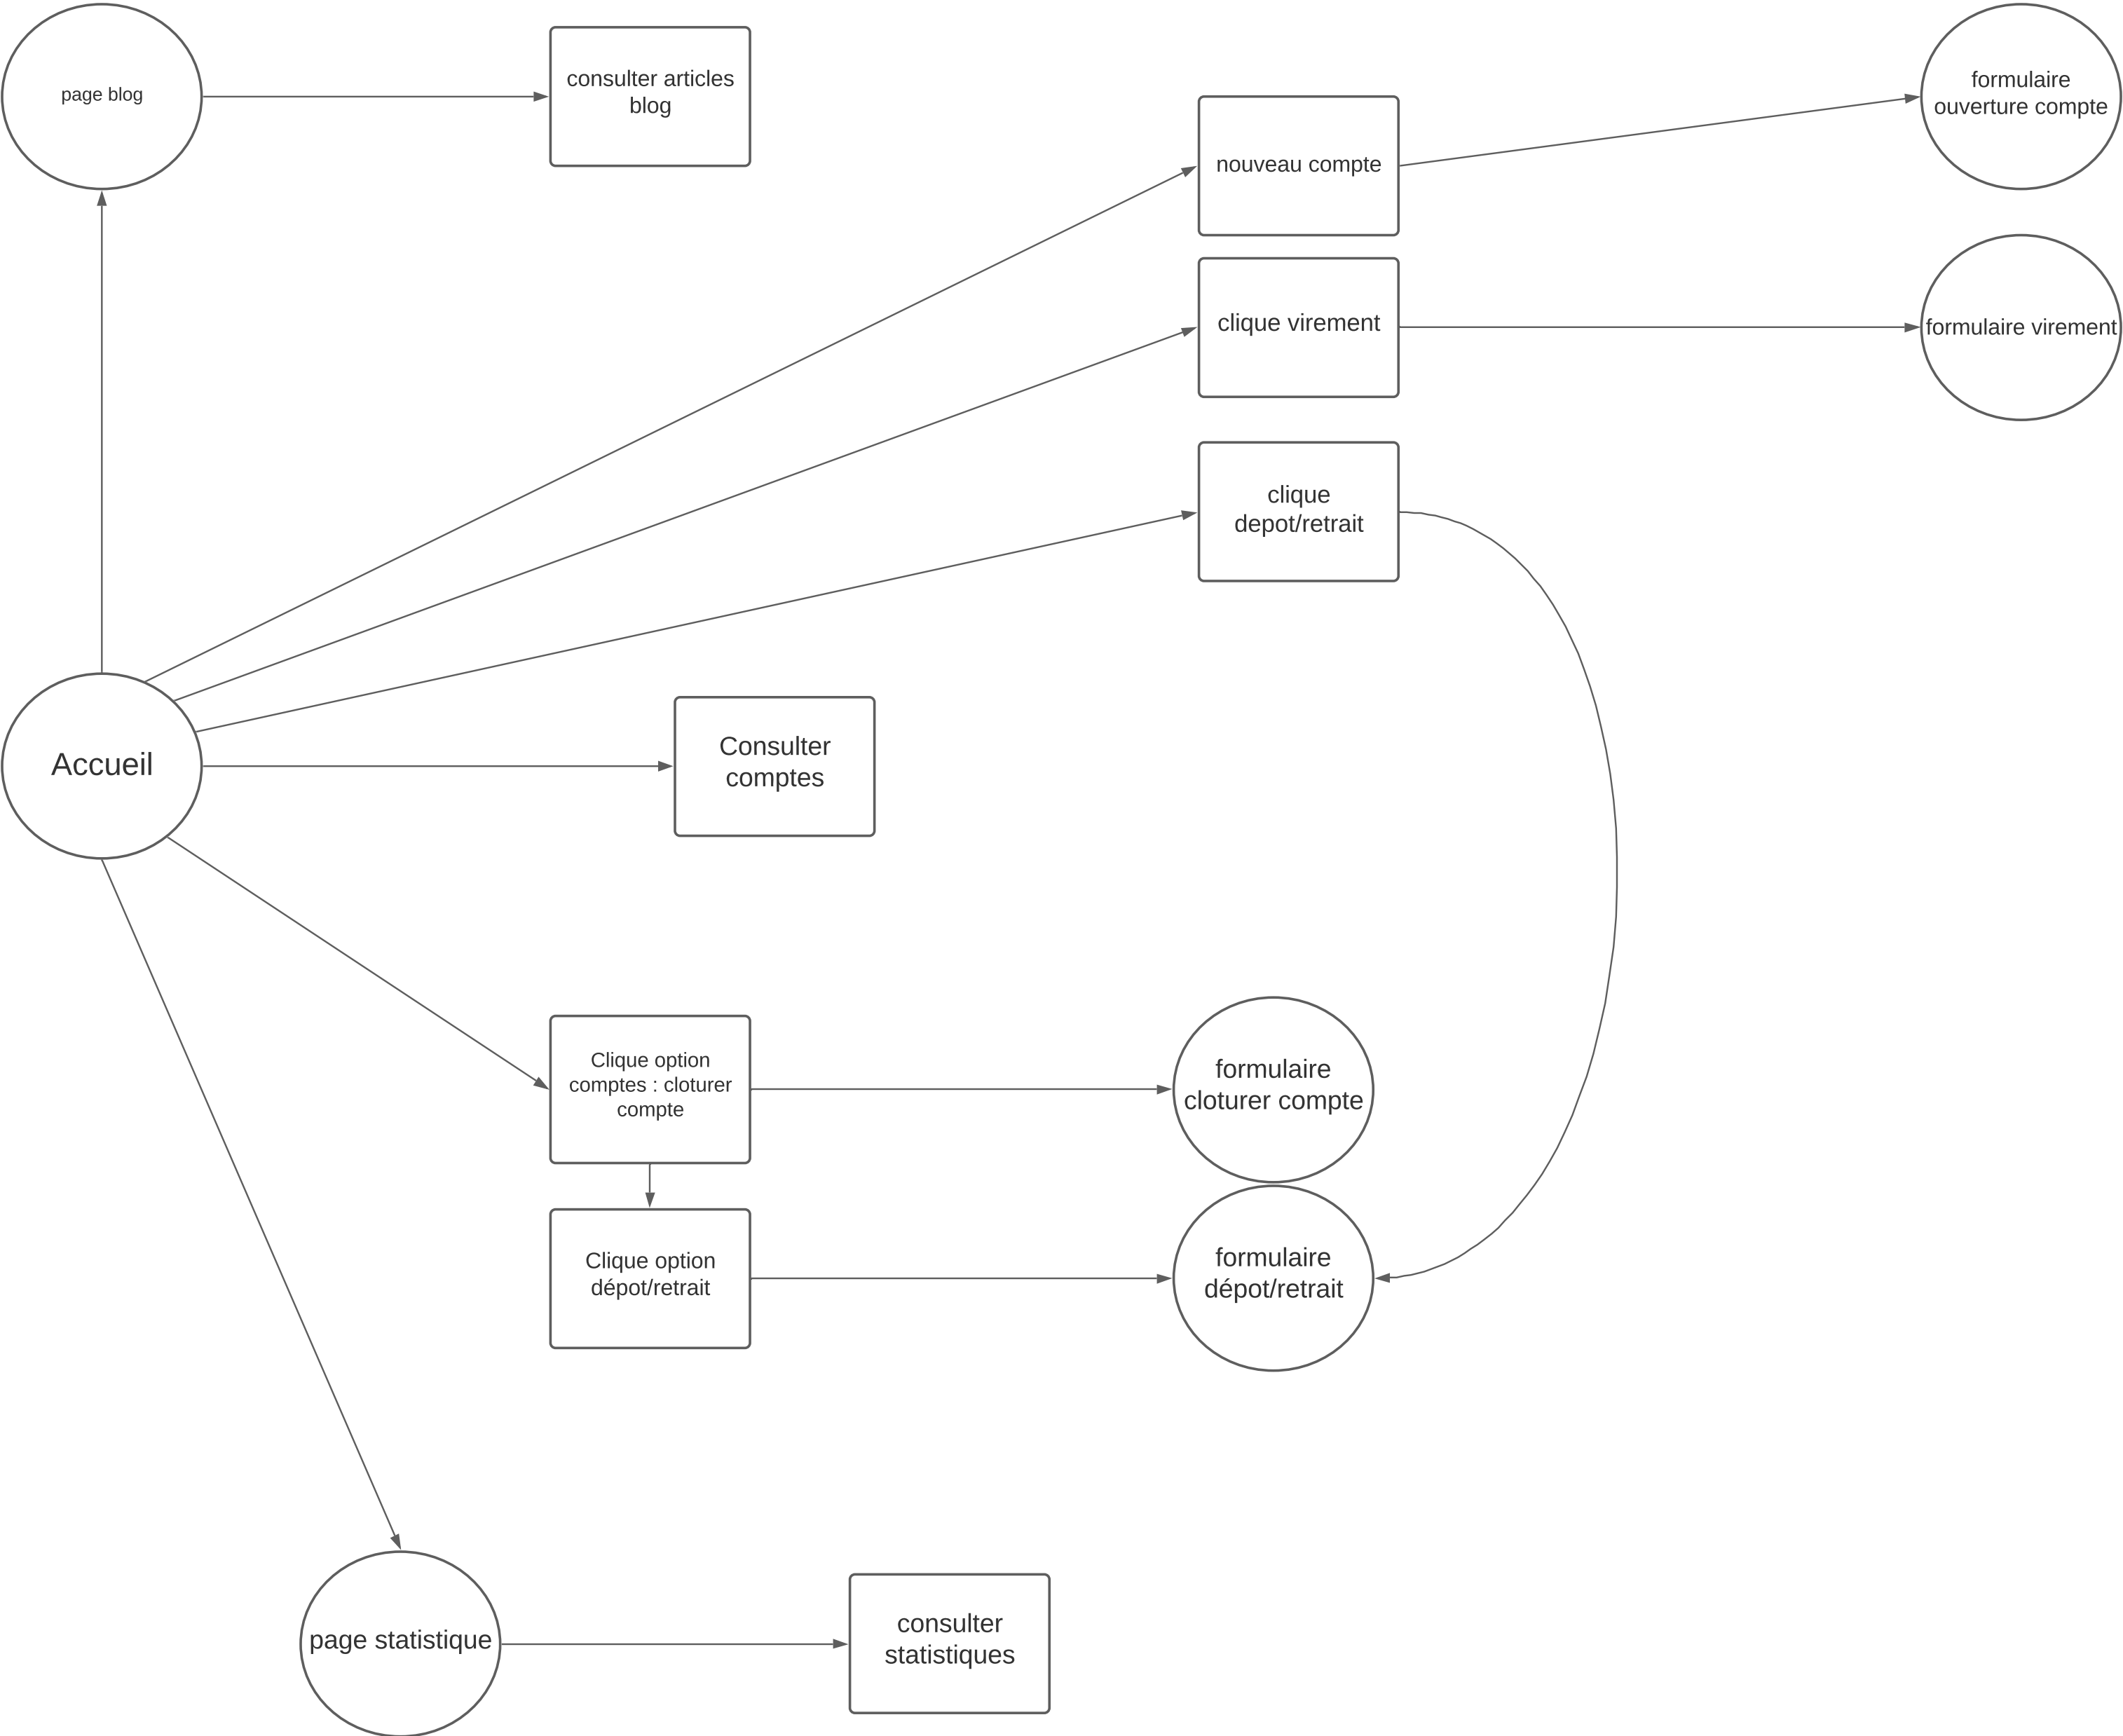 page blog
consulter articles
blog
nouveau compte
formulaire
ouverture compte
clique virement
formulaire virement
clique
depot/retrait
Accueil
Consulter
comptes
Clique option
comptes : cloturer
compte
formulaire
cloturer compte
Clique option
dépot/retrait
formulaire
dépot/retrait
page statistique
consulter
statistiques